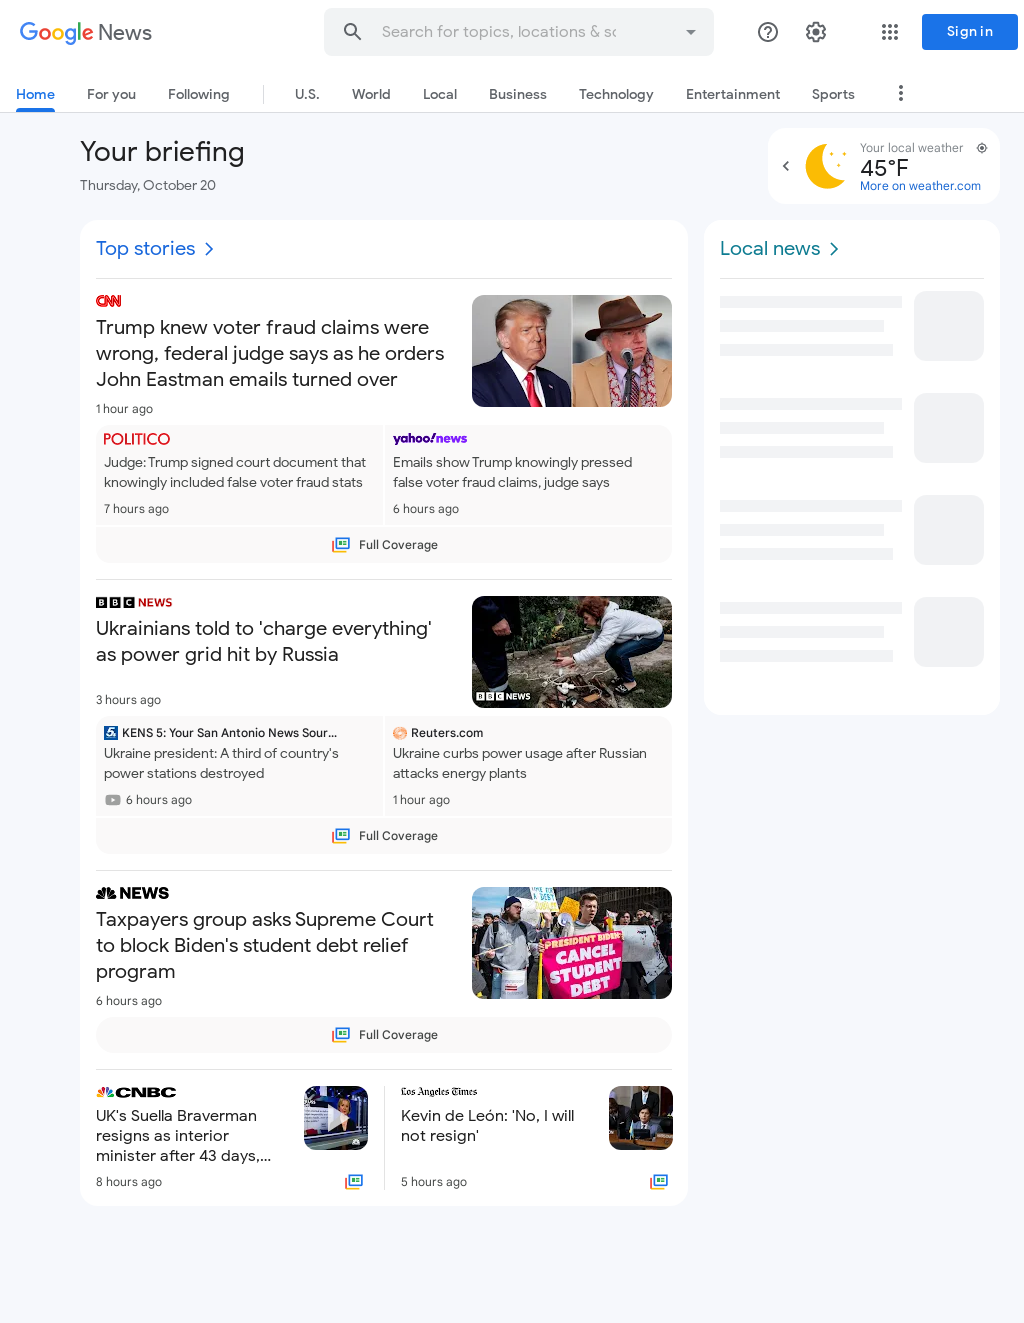 Google News
Search for topics, locations & so
Sign in
Home
For you
Following
U.S.
World
Local
Business
Technology
Entertainment
Sports
Your briefing
Thursday, October 20
Your local weather
45°F
More on weather.com
Top stories
Local news
CNN
Trump knew voter fraud claims were
wrong, federal judge says as he orders
John Eastman emails turned over
1 hour ago
POLITICO
Judge: Trump signed court document that
knowingly included false voter fraud stats
7 hours ago
yahoo!news
Emails show Trump knowingly pressed
false voter fraud claims, judge says
6 hours ago
Full Coverage
BBC NEWS
Ukrainians told to 'charge everything'
as power grid hit by Russia
3 hours ago
BBC NEWS
KENS 5: Your San Antonio News Sour...
Ukraine president: A third of country's
power stations destroyed
6 hours ago
Reuters.com
Ukraine curbs power usage after Russian
attacks energy plants
1 hour ago
Full Coverage
NEWS
Taxpayers group asks Supreme Court
to block Biden's student debt relief
program
6 hours ago
PRESIDENT BIDEN
CANCEL
STUDENT
DEBT
Full Coverage
CNBC
UK's Suella Braverman
resigns as interior
minister after 43 days,...
8 hours ago
Los Angeles Times
Kevin de León: 'No, I will
not resign'
5 hours ago